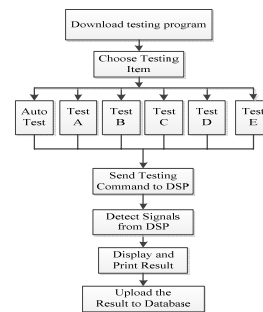 Download testing program
Choose Testing
Item
Auto
Test
Test
A
Test
B
Test
C
Test
D
Test
E
Send Testing
Command to DSP
Detect Signals
from DSP
Display and
Print Result
Upload the
Result to Database